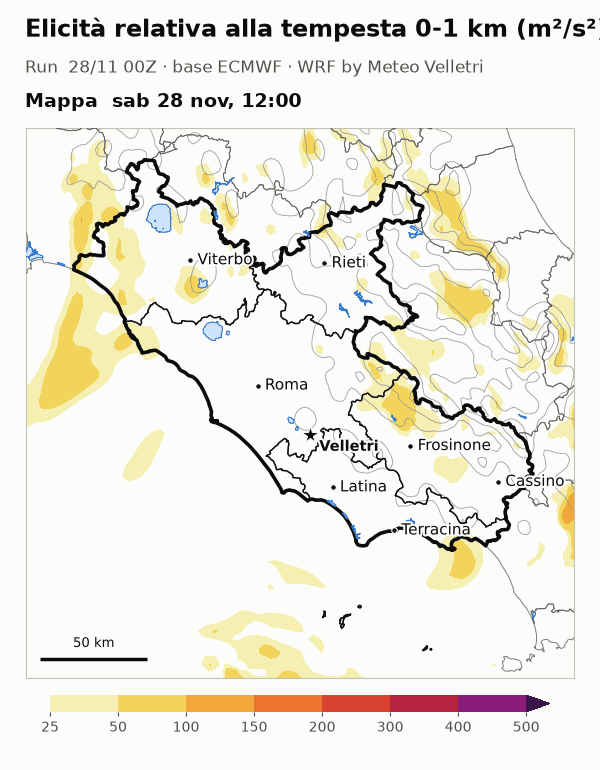 Elicità relativa alla tempesta 0-1 km (m²/s²)
Run  28/11 00Z · base ECMWF · WRF by Meteo Velletri
Mappa  sab 28 nov, 12:00
Viterbo
Rieti
Roma
Velletri
Frosinone
Cassino
Latina
Terracina
50 km
25 50 100 150 200 300 400 500